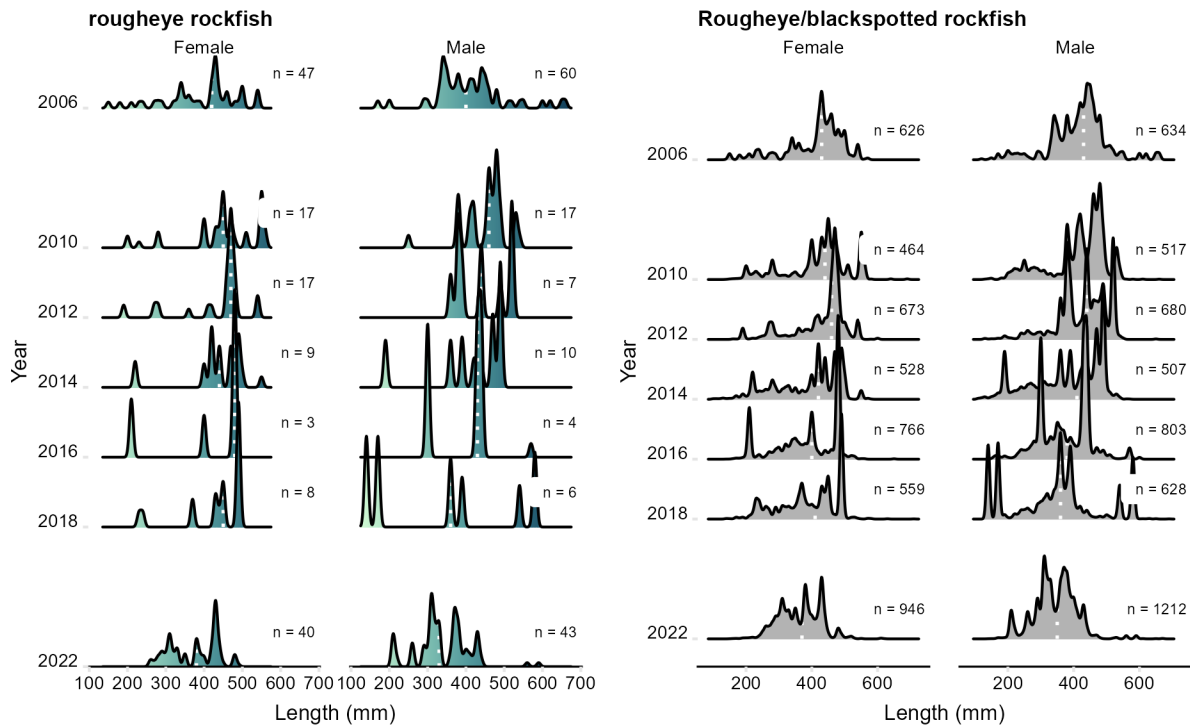 rougheye rockfish
Female Male
2006 n = 47 n = 60
2010 n = 17 n = 17
2012 n = 17 n = 7
2014 n = 9 n = 10
2016 n = 3 n = 4
2018 n = 8 n = 6
2022 n = 40 n = 43
Year
100 200 300 400 500 600 700 100 200 300 400 500 600 700
Length (mm)
Rougheye/blackspotted rockfish
Female Male
2006 n = 626 n = 634
2010 n = 464 n = 517
2012 n = 673 n = 680
2014 n = 528 n = 507
2016 n = 766 n = 803
2018 n = 559 n = 628
2022 n = 946 n = 1212
Year
200 400 600 200 400 600
Length (mm)